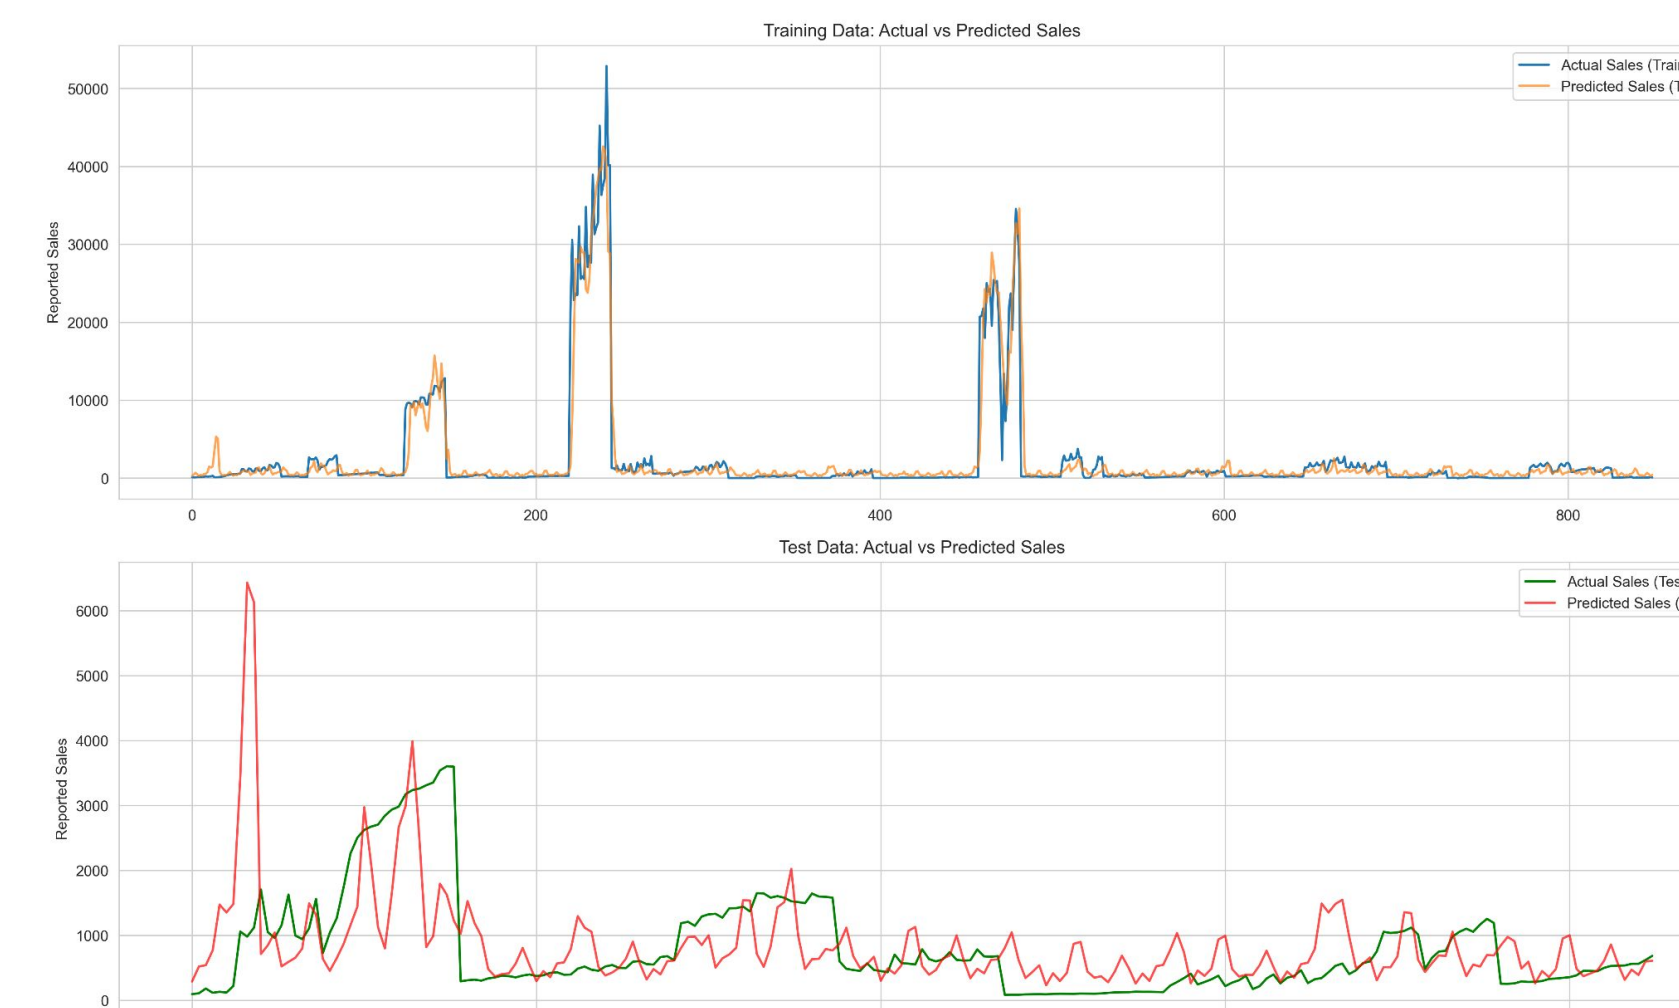 Training Data: Actual vs Predicted Sales
Actual Sales
Predicted Sales
50000
40000
30000
20000
10000
0
Reported Sales
0 200 400 600 800
Test Data: Actual vs Predicted Sales
Actual Sales
Predicted Sales
6000
5000
4000
3000
2000
1000
0
Reported Sales